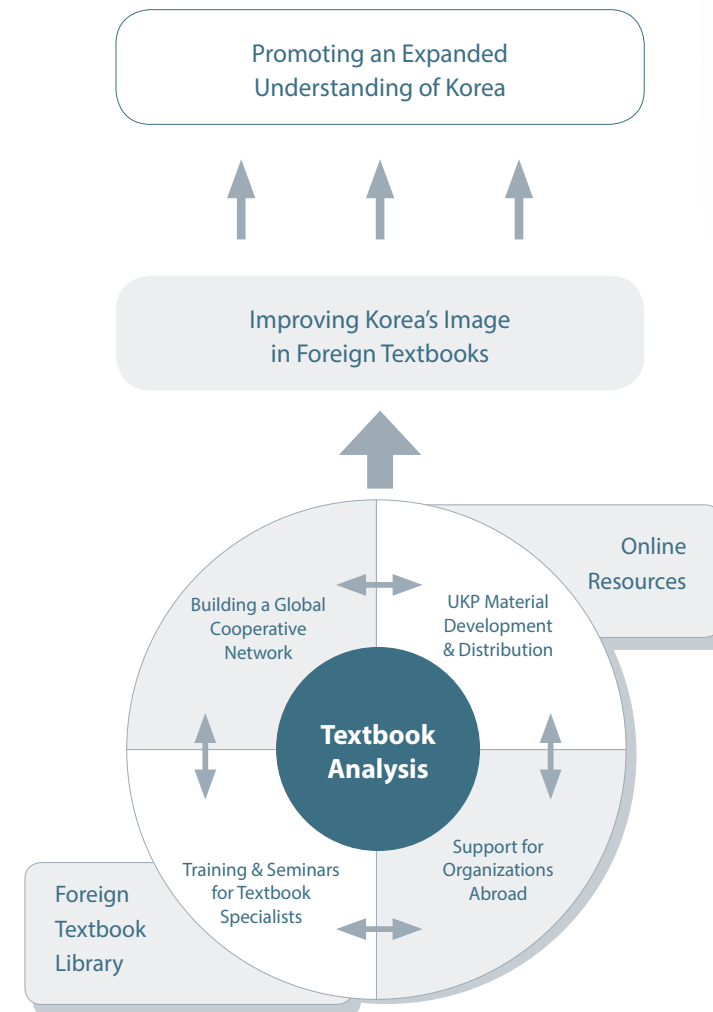 Promoting an Expanded
Understanding of Korea
Improving Korea’s Image
in Foreign Textbooks
Online
Resources
Building a Global
Cooperative
Network
UKP Material
Development
& Distribution
Textbook
Analysis
Training & Seminars
for Textbook
Specialists
Support for
Organizations
Abroad
Foreign
Textbook
Library